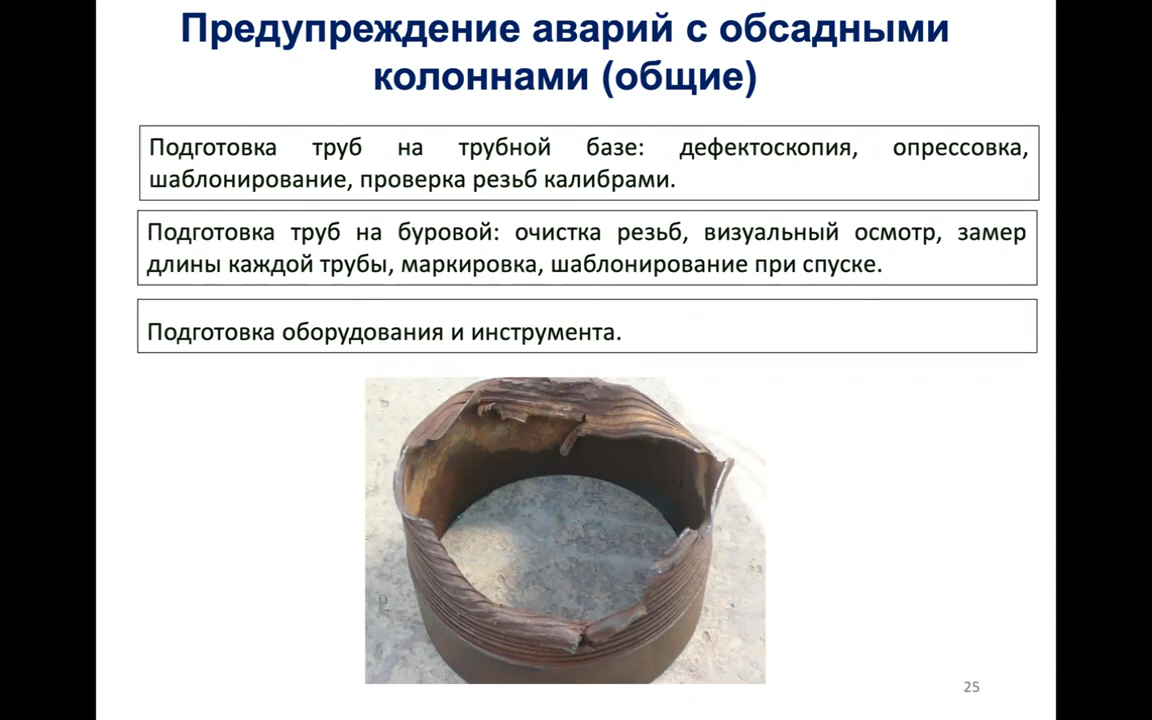 Предупреждение аварий с обсадными
колоннами (общие)
Подготовка труб на трубной базе: дефектоскопия, опрессовка,
шаблонирование, проверка резьб калибрами.
Подготовка труб на буровой: очистка резьб, визуальный осмотр, замер
длины каждой трубы, маркировка, шаблонирование при спуске.
Подготовка оборудования и инструмента.
25